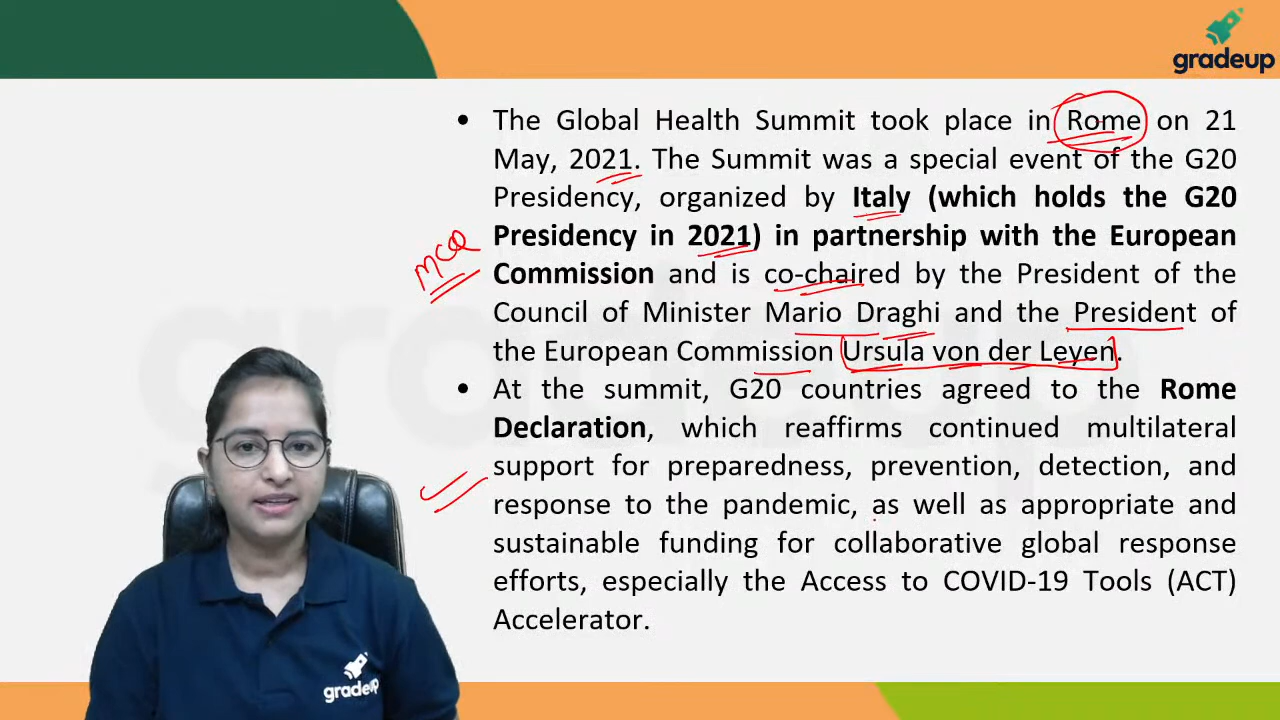 gradeup
• The Global Health Summit took place in Rome on 21
May, 2021. The Summit was a special event of the G20
Presidency, organized by Italy (which holds the G20
Presidency in 2021) in partnership with the European
MCQ
Commission and is co-chaired by the President of the
Council of Minister Mario Draghi and the President of
the European Commission Ursula von der Leyen.
• At the summit, G20 countries agreed to the Rome
Declaration, which reaffirms continued multilateral
support for preparedness, prevention, detection, and
response to the pandemic, as well as appropriate and
sustainable funding for collaborative global response
efforts, especially the Access to COVID-19 Tools (ACT)
Accelerator.
gradeup
gradeup